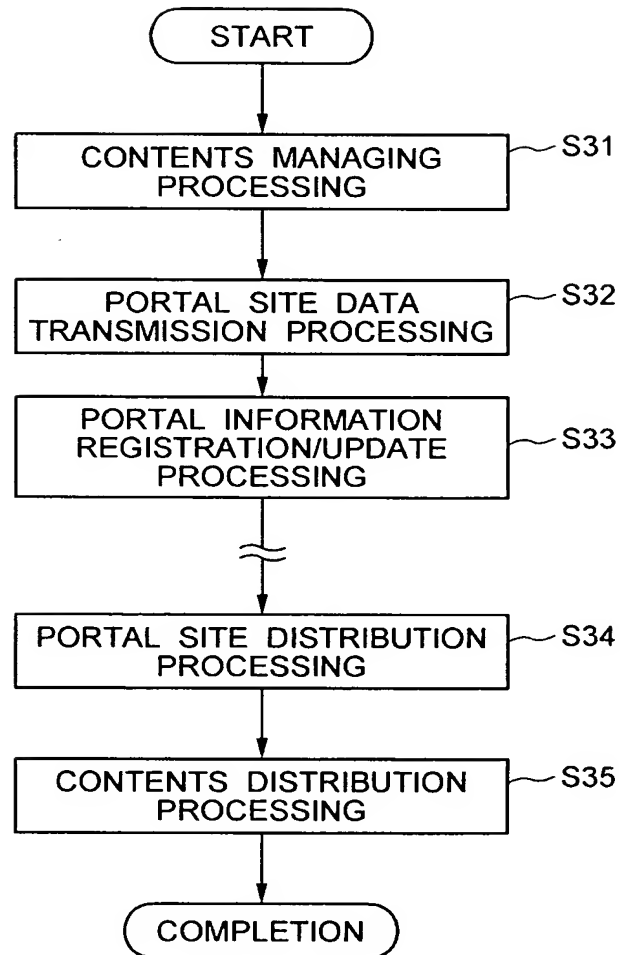 START
CONTENTS MANAGING
PROCESSING
S31
PORTAL SITE DATA
TRANSMISSION PROCESSING
S32
PORTAL INFORMATION
REGISTRATION/UPDATE
PROCESSING
S33
PORTAL SITE DISTRIBUTION
PROCESSING
S34
CONTENTS DISTRIBUTION
PROCESSING
S35
COMPLETION